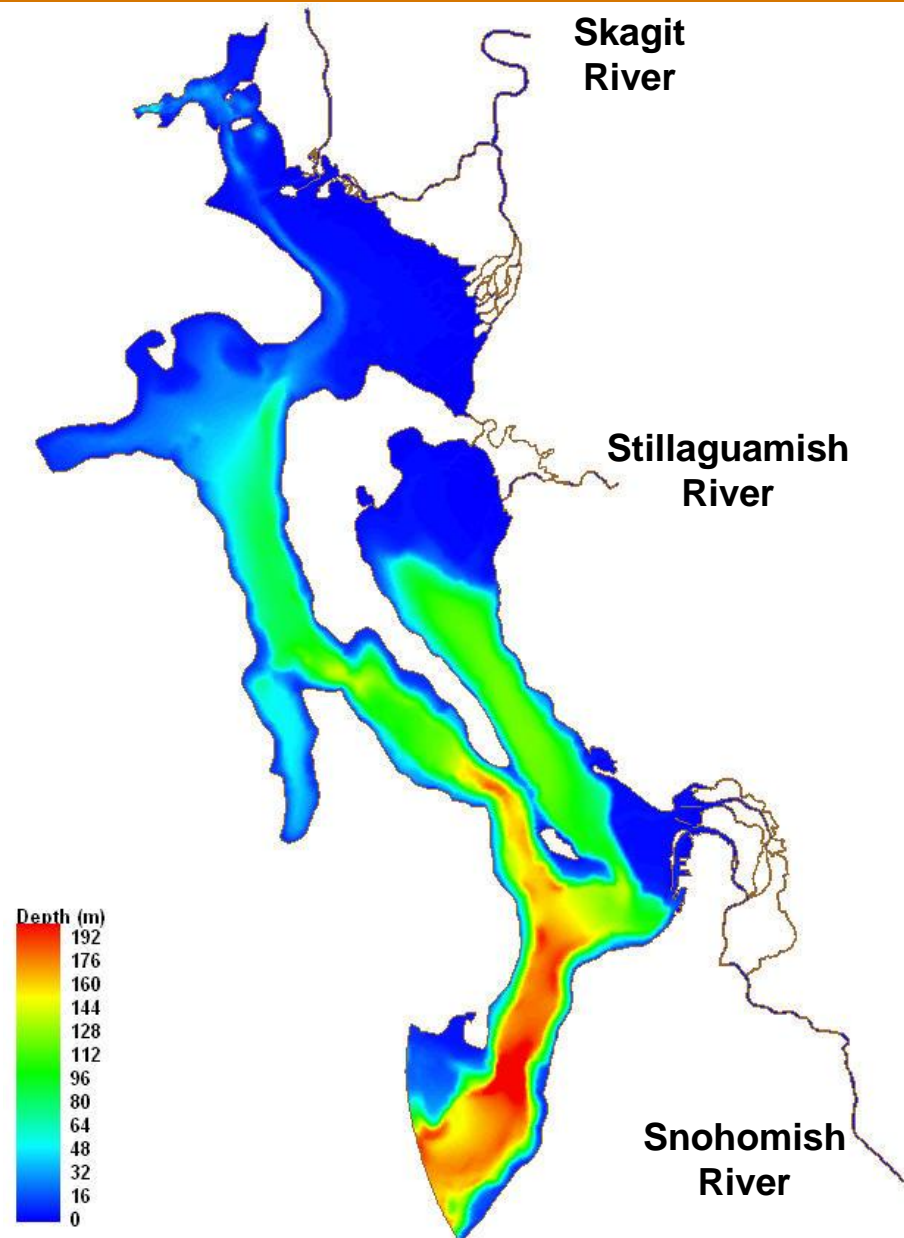 Skagit
River
Stillaguamish
River
Depth (m)
192
176
160
144
128
112
96
80
64
48
32
16
0
Snohomish
River